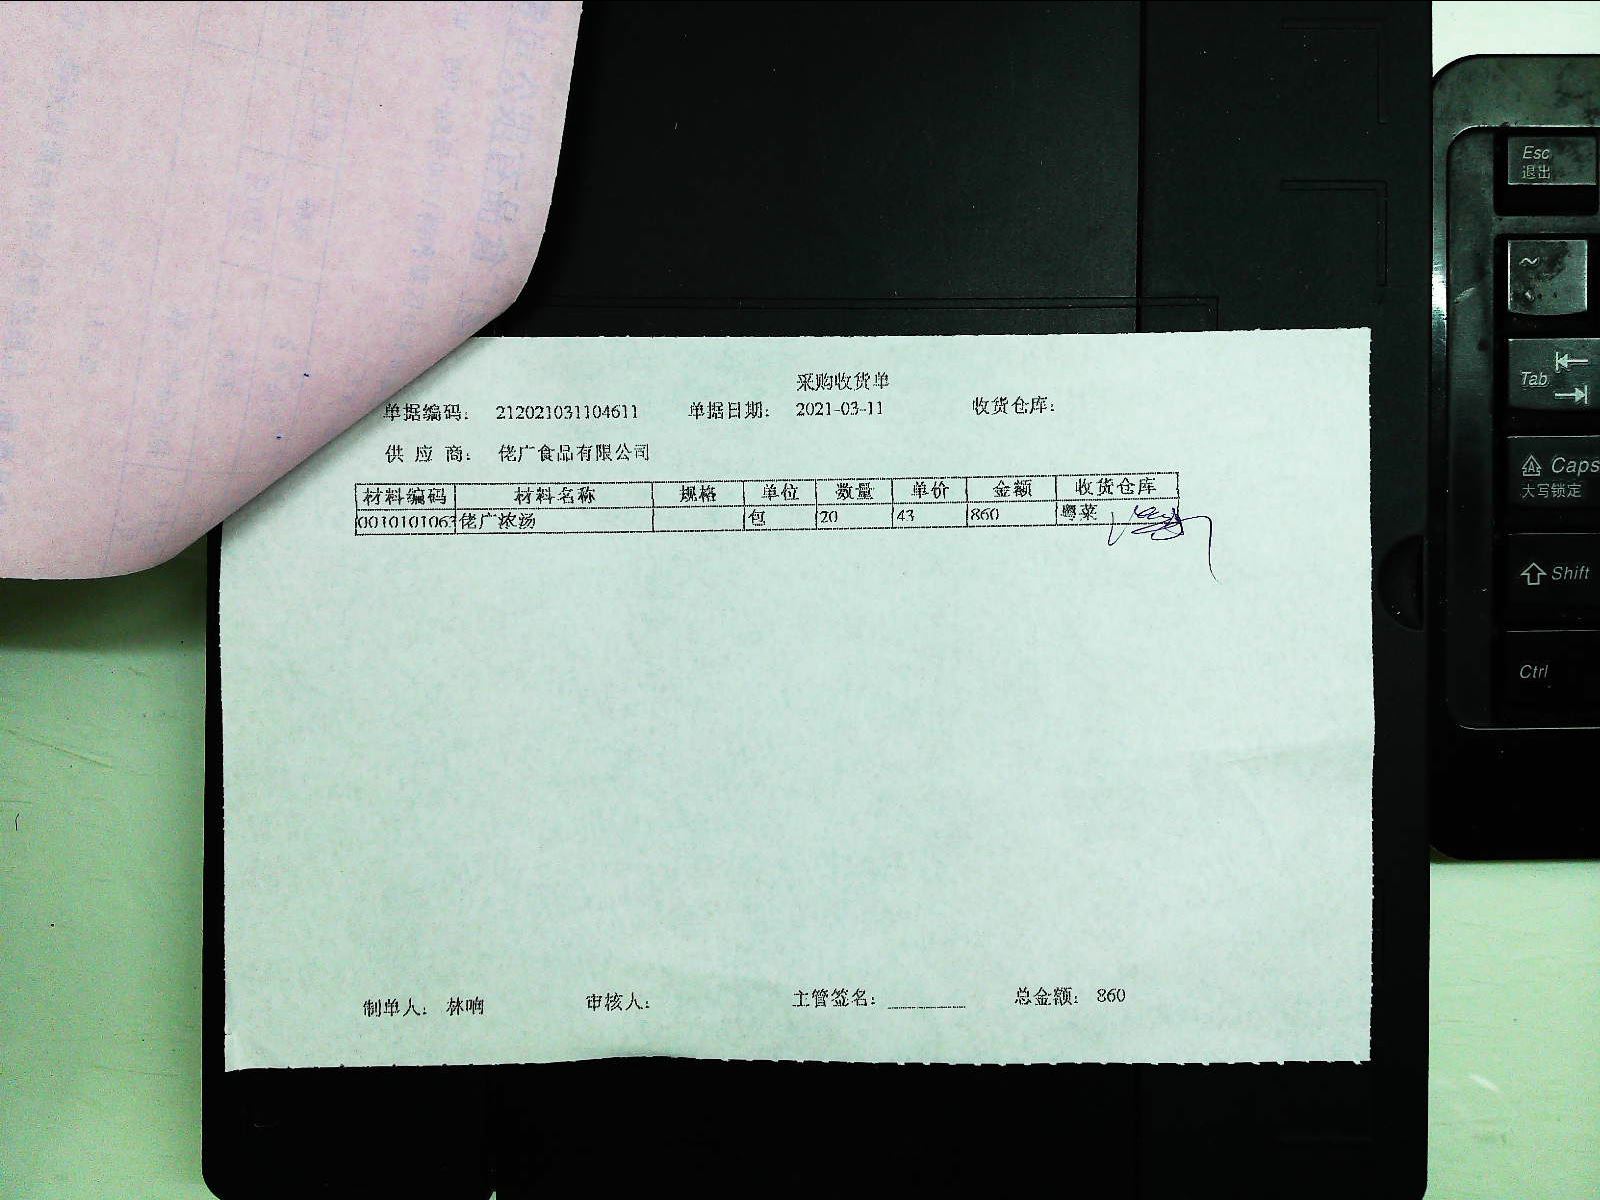 采购收货单
单据编码： 212021031104611 单据日期： 2021-03-11 收货仓库：
供 应 商： 佬广食品有限公司
材料编码 材料名称 规格 单位 数量 单价 金额 收货仓库
0010101063 佬广浓汤 包 20 43 860 粤菜
制单人： 林响 审核人： 主管签名： 总金额： 860
Esc
退出
~
Tab
Caps
大写锁定
Shift
Ctrl